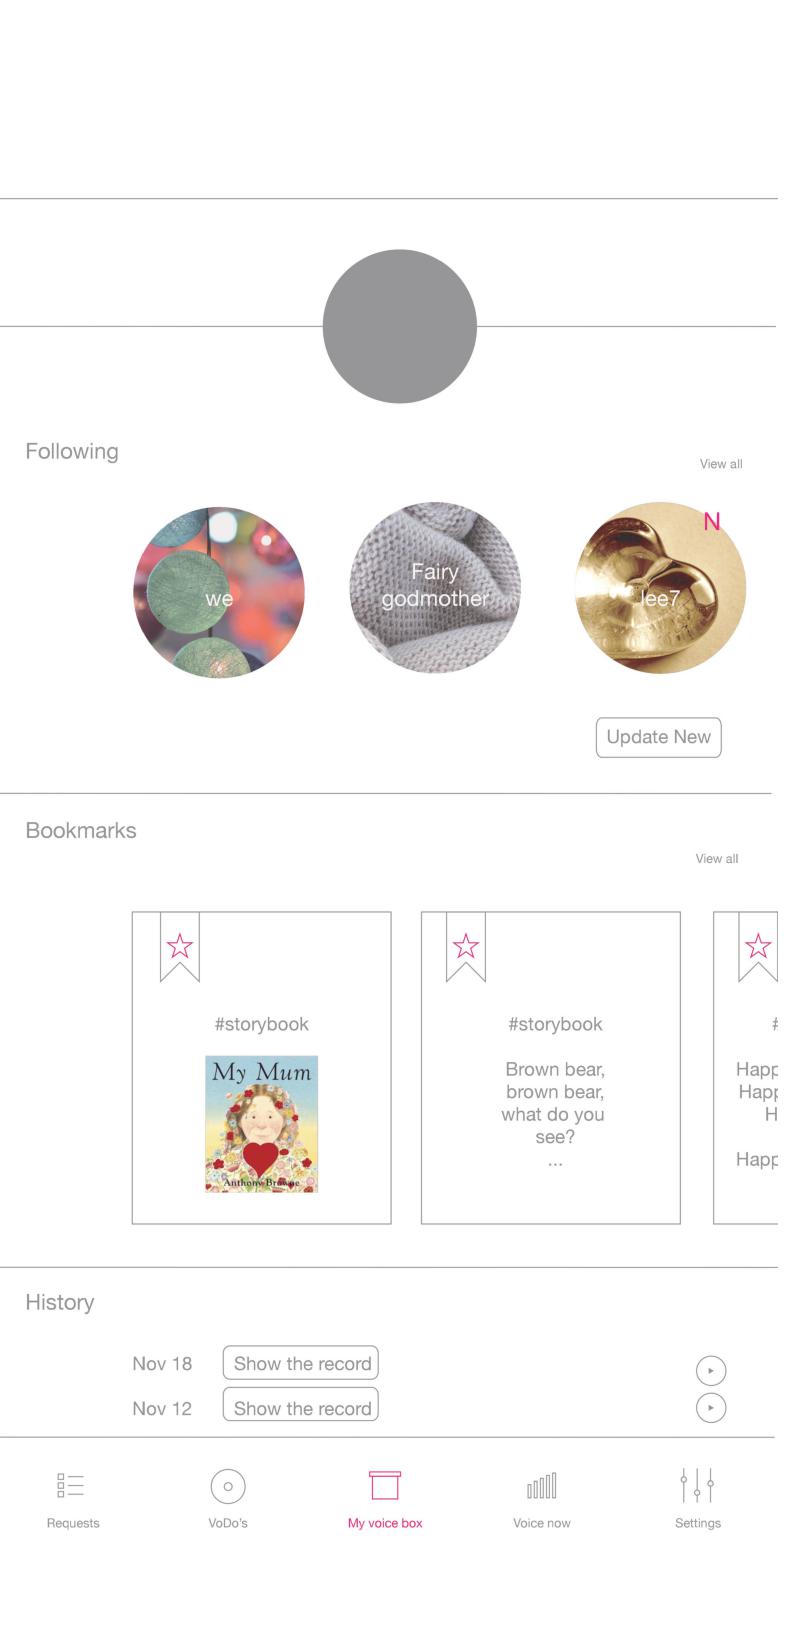 Following
View all
we
Fairy
godmother
N
lee7
Update New
Bookmarks
View all
#storybook
My Mum
Anthony Browne
#storybook
Brown bear,
brown bear,
what do you
see?
...
#
Happ
Happ
H
Happ
History
Nov 18 Show the record
Nov 12 Show the record
Requests
VoDo's
My voice box
Voice now
Settings